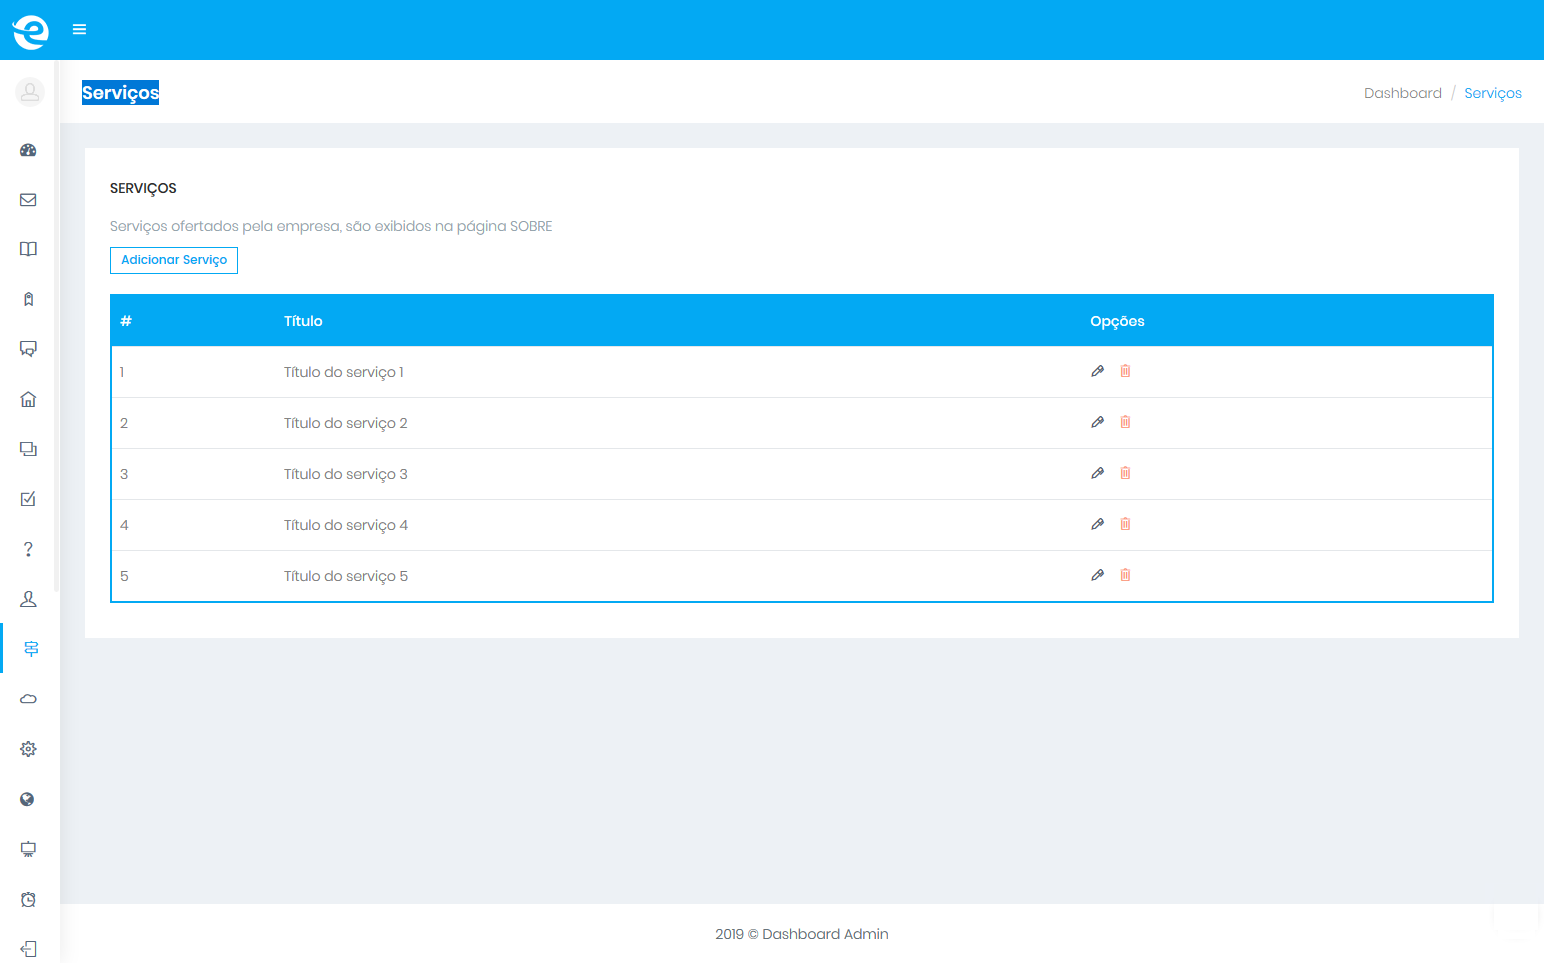 Serviços
Dashboard / Serviços
SERVIÇOS
Serviços ofertados pela empresa, são exibidos na página SOBRE
Adicionar Serviço
# Título Opções
1 Título do serviço 1
2 Título do serviço 2
3 Título do serviço 3
4 Título do serviço 4
5 Título do serviço 5
2019 © Dashboard Admin